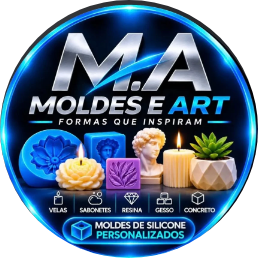 M.A
MOLDES E ART
FORMAS QUE INSPIRAM
VELAS SABONETES RESINA GESSO CONCRETO
MOLDES DE SILICONE
PERSONALIZADOS